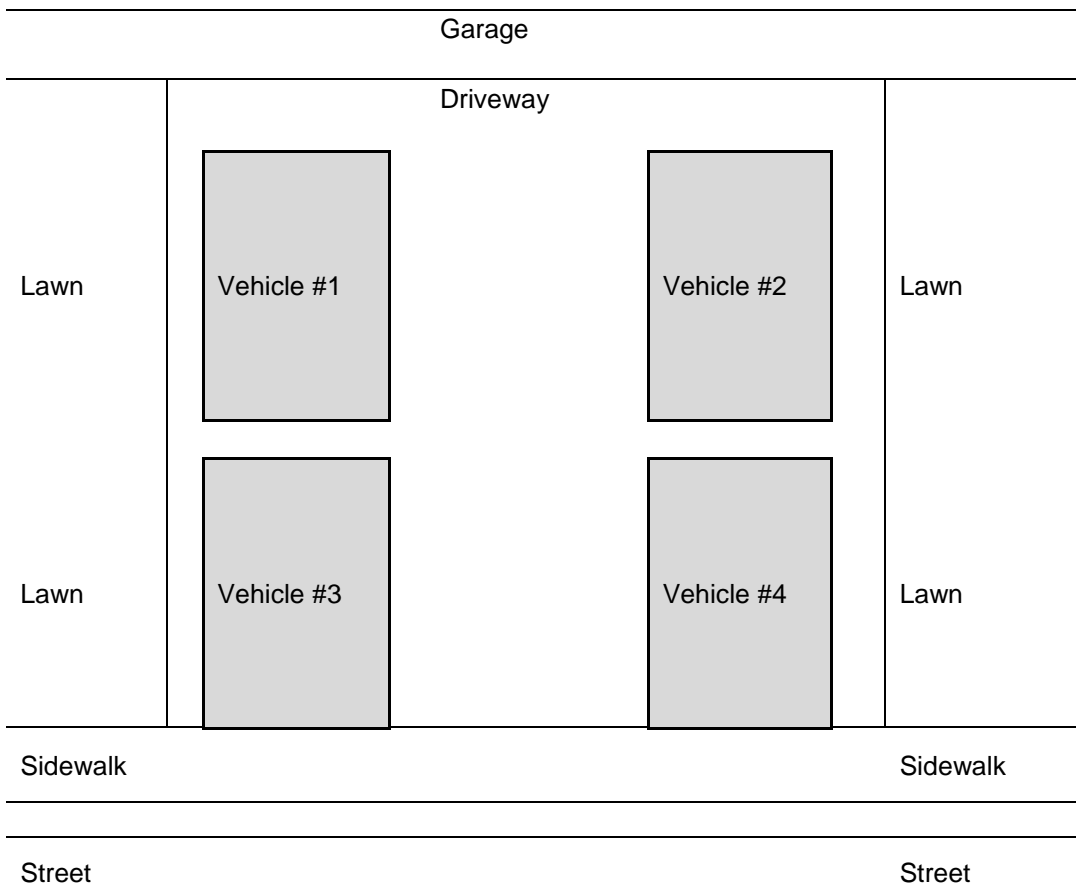 Garage
Driveway
Lawn Vehicle #1 Vehicle #2 Lawn
Lawn Vehicle #3 Vehicle #4 Lawn
Sidewalk Sidewalk
Street Street